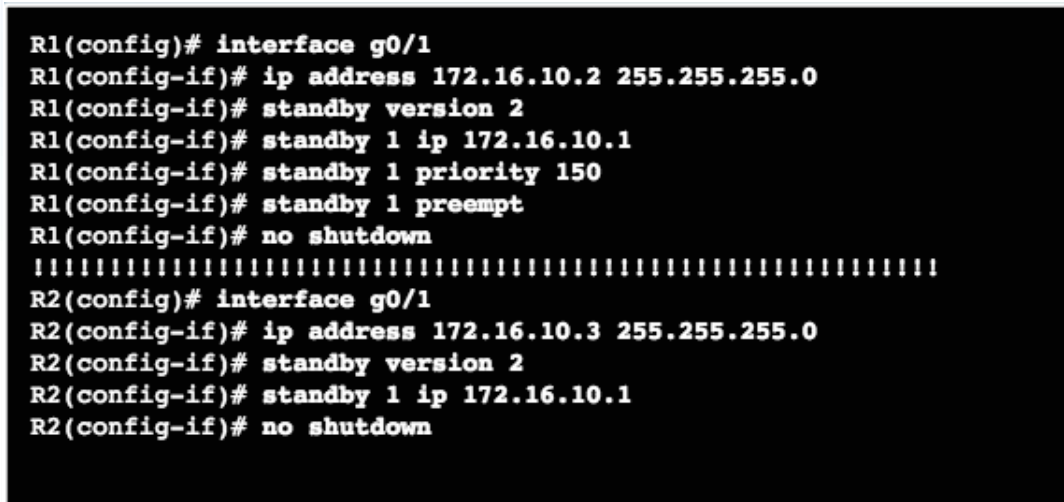 R1(config)# interface g0/1
R1(config-if)# ip address 172.16.10.2 255.255.255.0
R1(config-if)# standby version 2
R1(config-if)# standby 1 ip 172.16.10.1
R1(config-if)# standby 1 priority 150
R1(config-if)# standby 1 preempt
R1(config-if)# no shutdown
!!!!!!!!!!!!!!!!!!!!!!!!!!!!!!!!!!!!!!!!!!!!!!!!!!!!!!!!!!!
R2(config)# interface g0/1
R2(config-if)# ip address 172.16.10.3 255.255.255.0
R2(config-if)# standby version 2
R2(config-if)# standby 1 ip 172.16.10.1
R2(config-if)# no shutdown